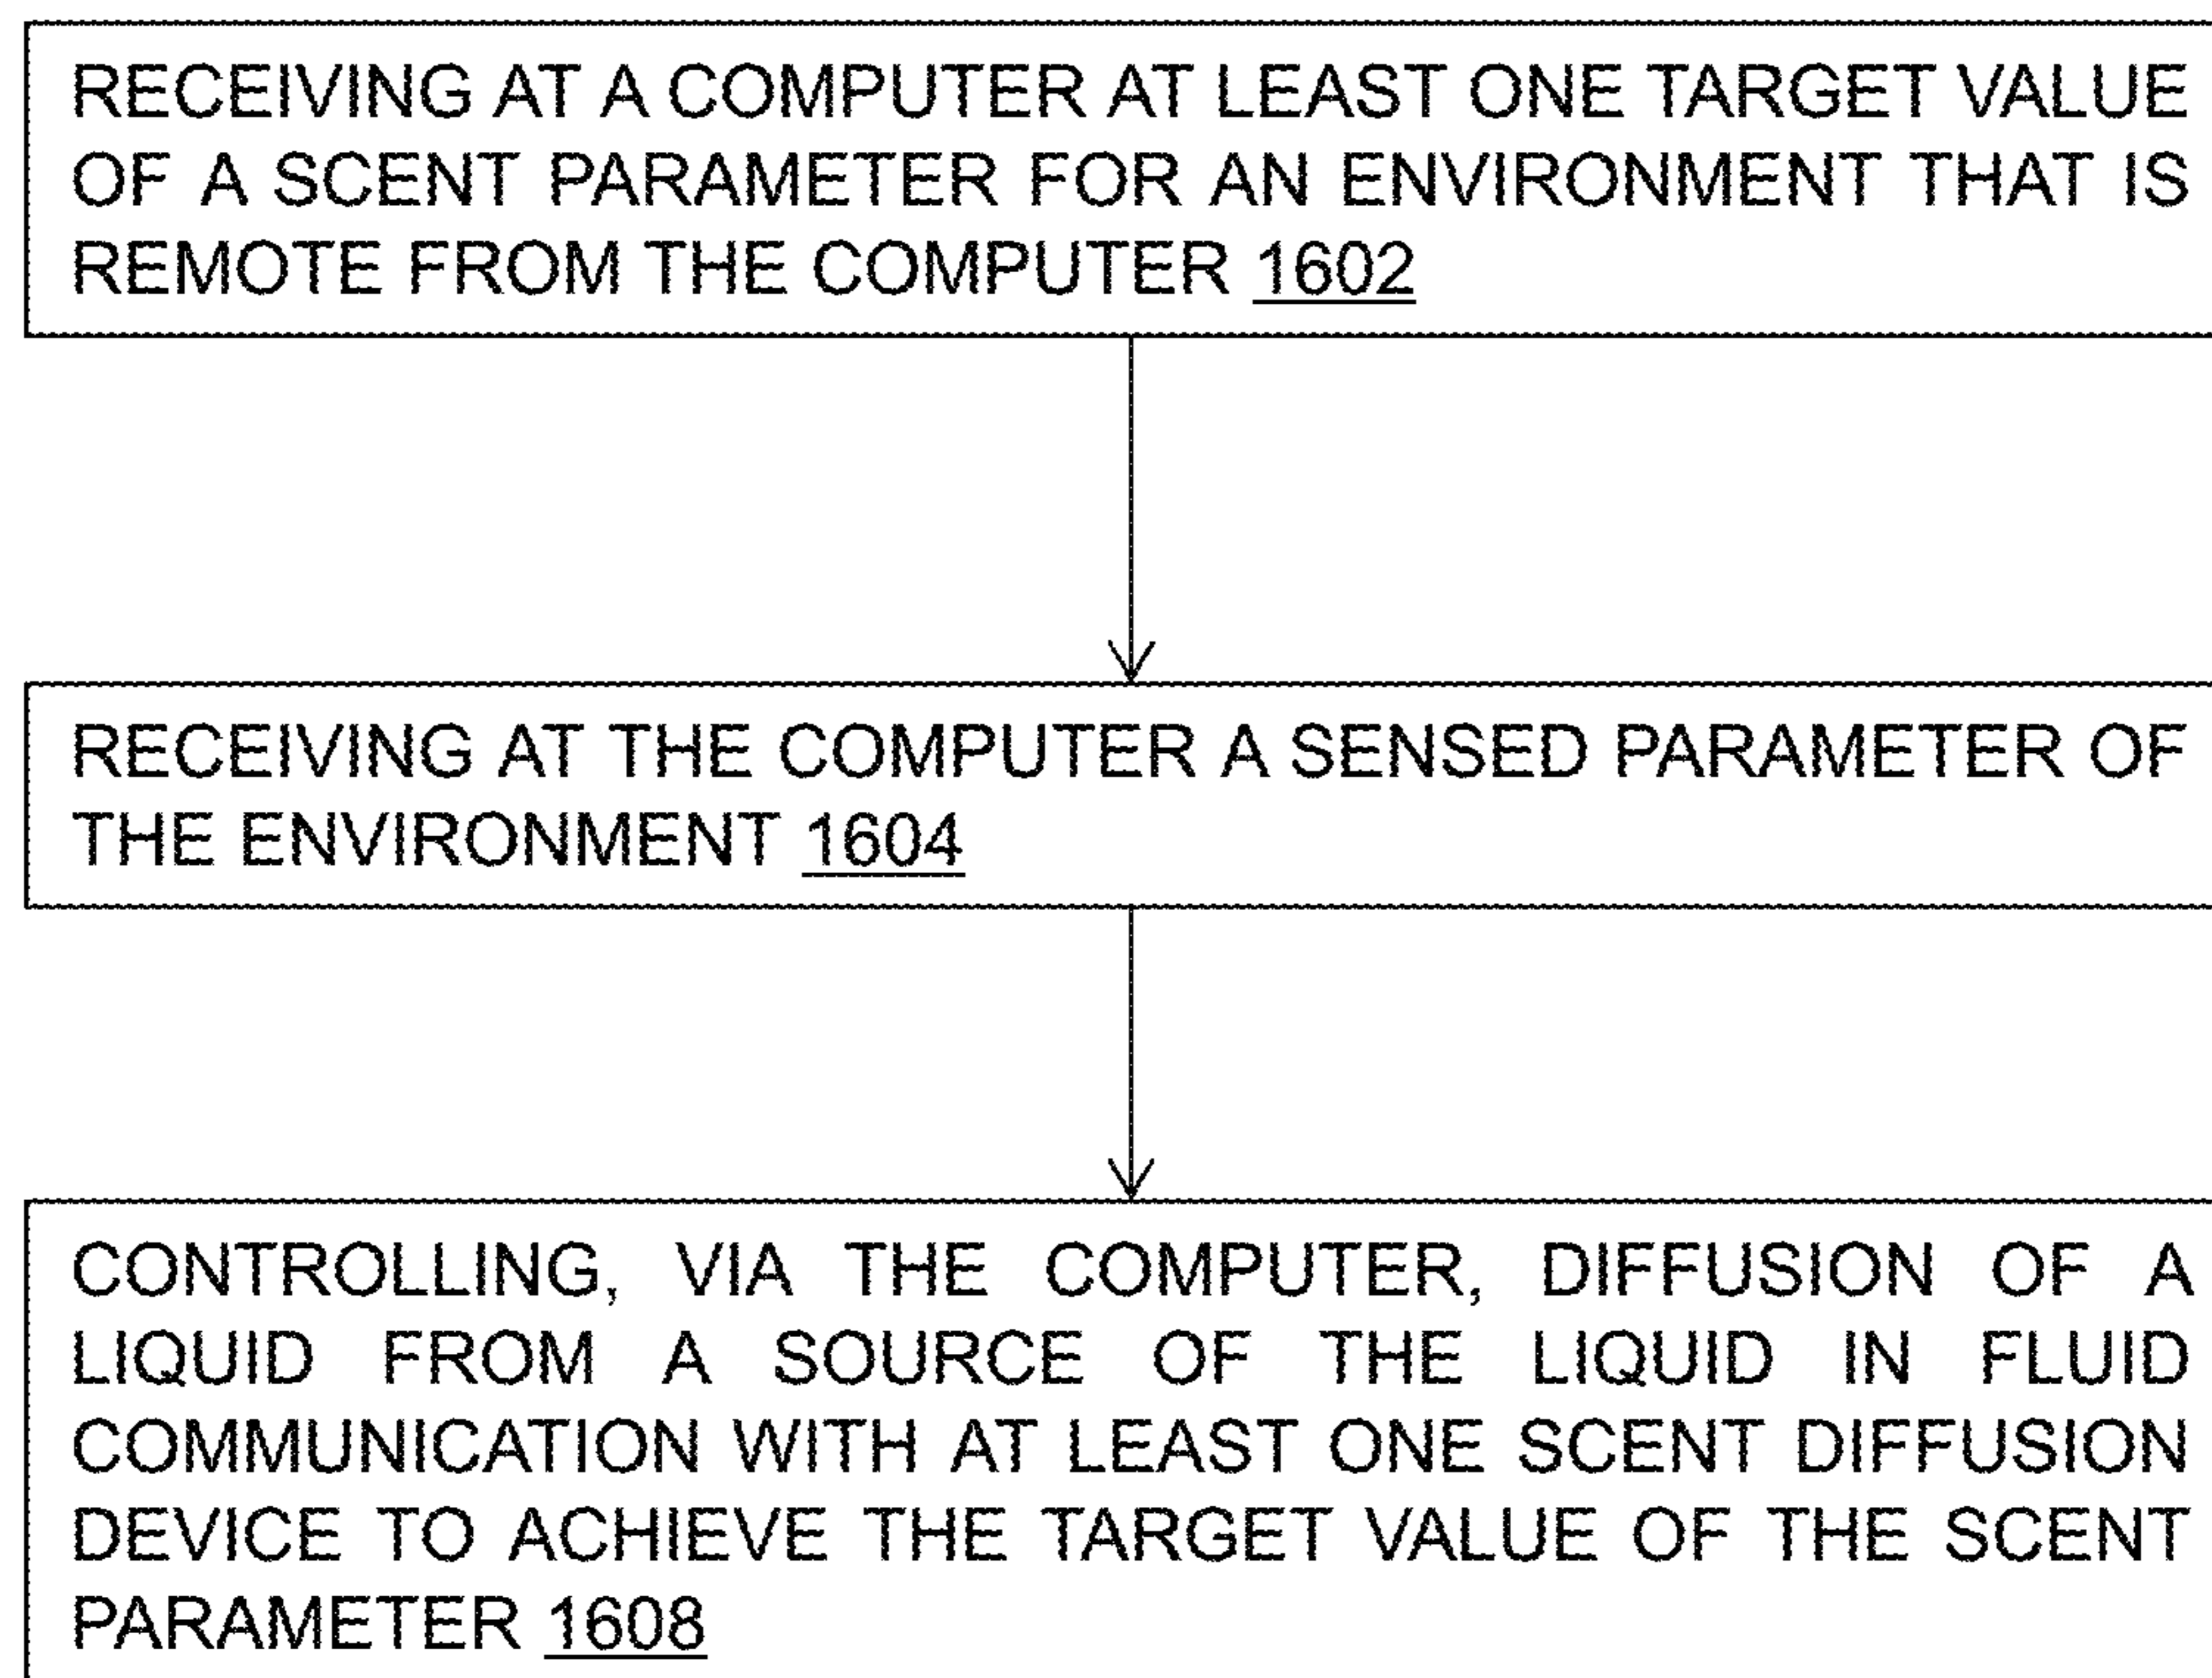 RECEIVING AT A COMPUTER AT LEAST ONE TARGET VALUE
OF A SCENT PARAMETER FOR AN ENVIRONMENT THAT IS
REMOTE FROM THE COMPUTER 1602
RECEIVING AT THE COMPUTER A SENSED PARAMETER OF
THE ENVIRONMENT 1604
CONTROLLING, VIA THE COMPUTER, DIFFUSION OF A
LIQUID FROM A SOURCE OF THE LIQUID IN FLUID
COMMUNICATION WITH AT LEAST ONE SCENT DIFFUSION
DEVICE TO ACHIEVE THE TARGET VALUE OF THE SCENT
PARAMETER 1608